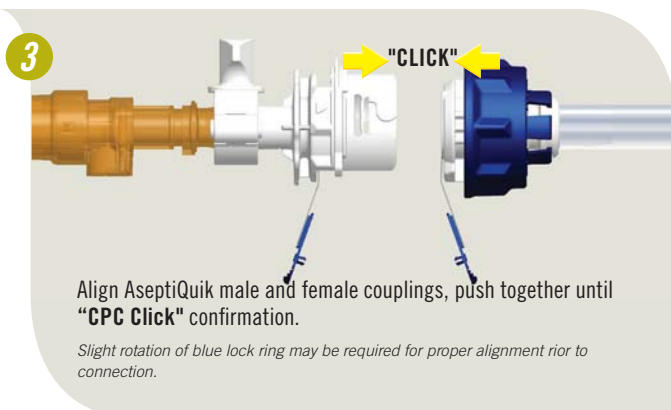 3
"CLICK"
Align AseptiQuik male and female couplings, push together until
“CPC Click" confirmation.
Slight rotation of blue lock ring may be required for proper alignment rior to
connection.